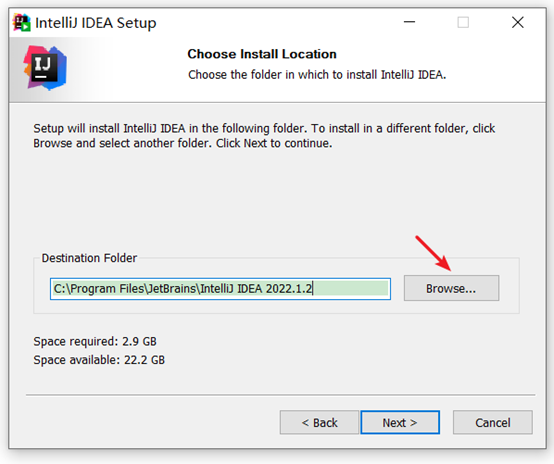 IntelliJ IDEA Setup
IJ
Choose Install Location
Choose the folder in which to install IntelliJ IDEA.
Setup will install IntelliJ IDEA in the following folder. To install in a different folder, click
Browse and select another folder. Click Next to continue.
Destination Folder
C:\Program Files\JetBrains\IntelliJ IDEA 2022.1.2
Browse...
Space required: 2.9 GB
Space available: 22.2 GB
< Back
Next >
Cancel